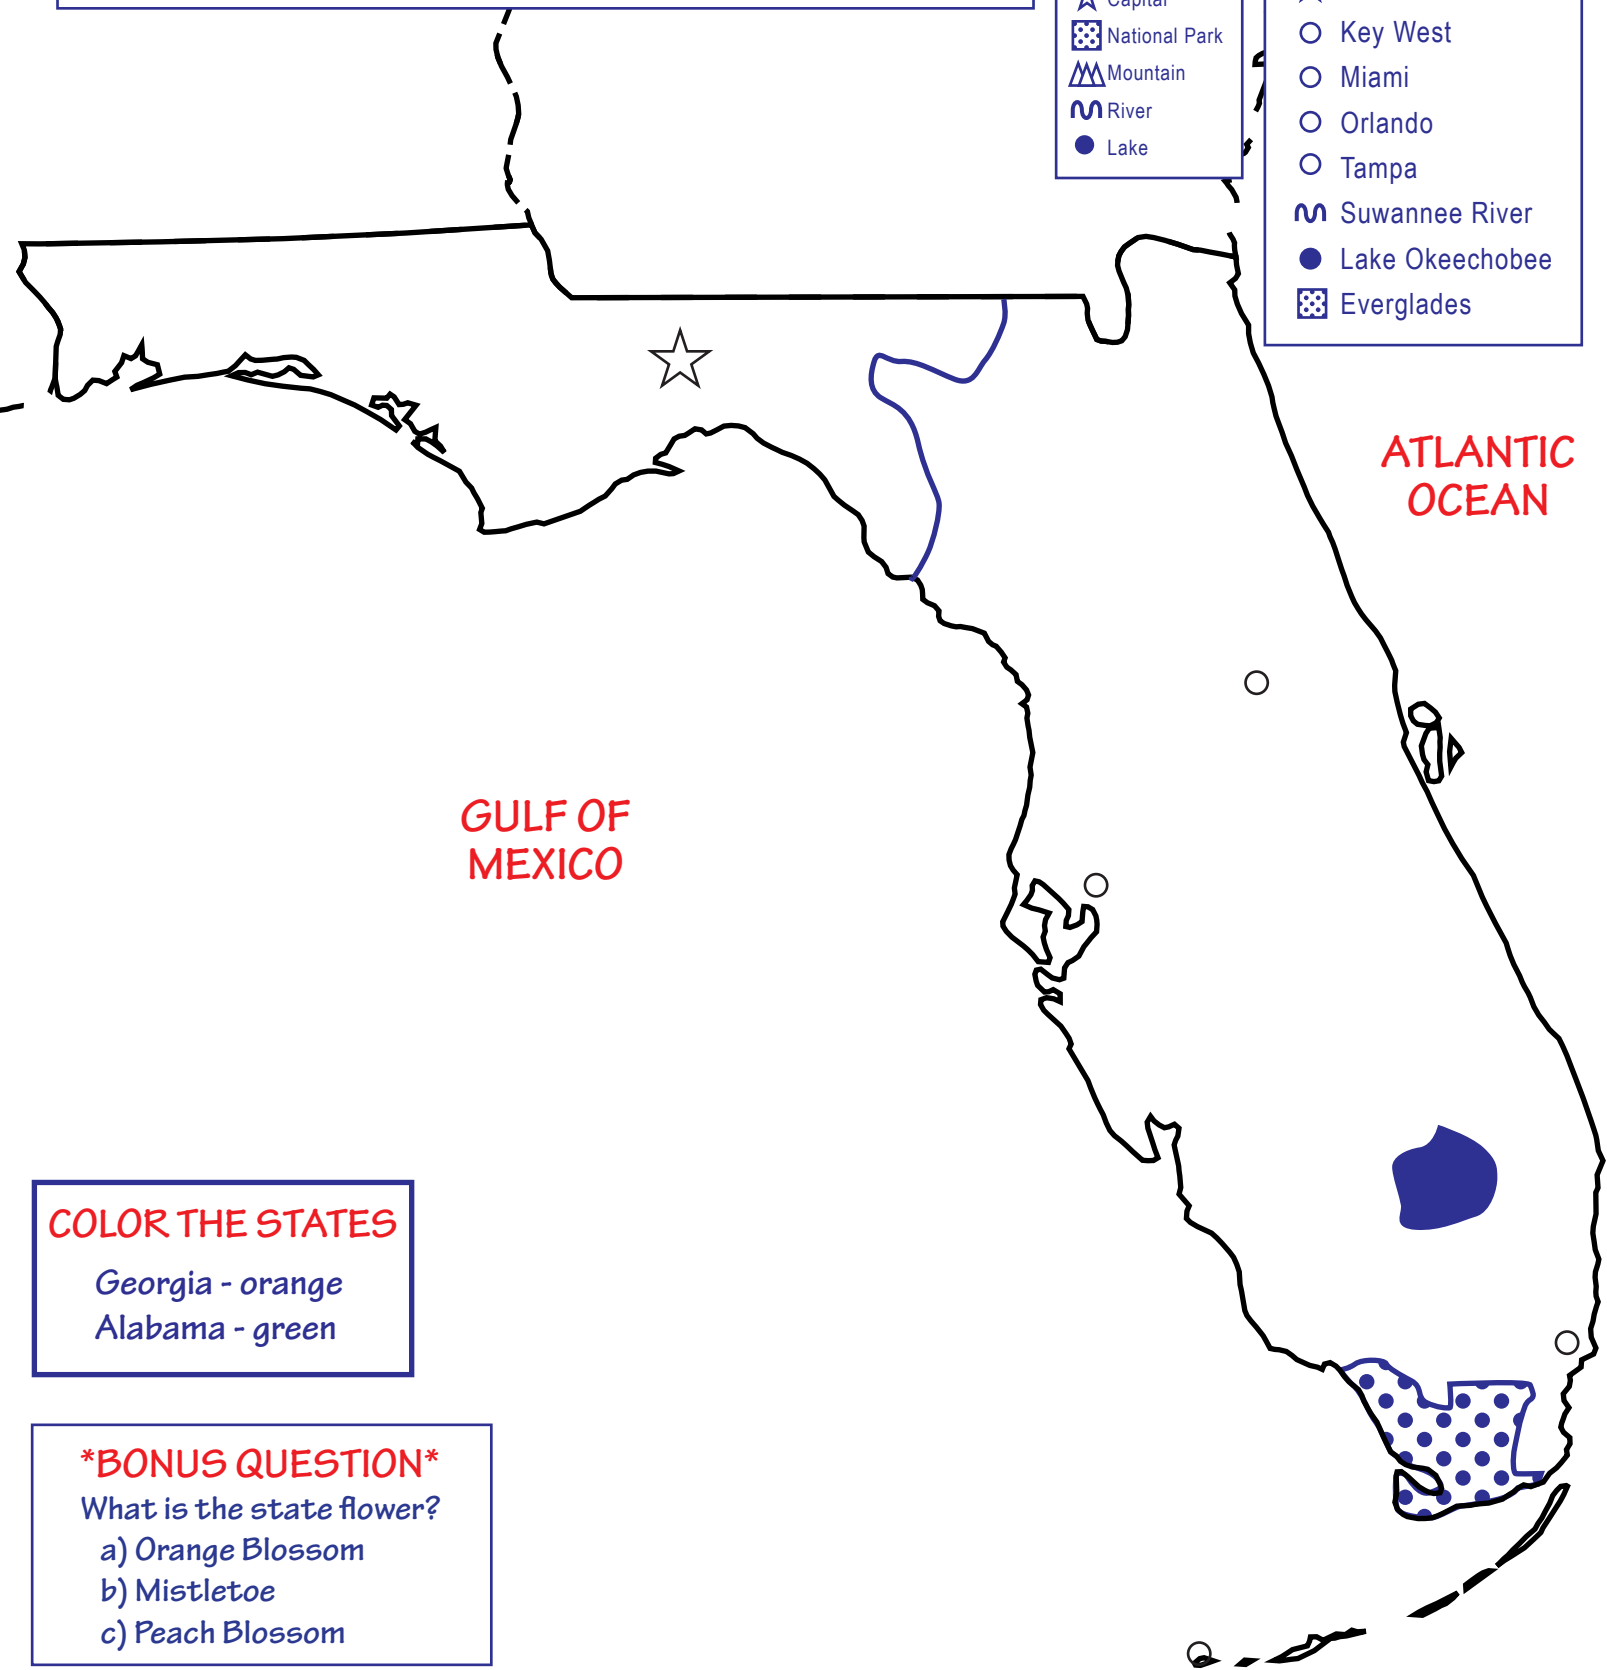 Capital
National Park
Mountain
River
Lake
Key West
Miami
Orlando
Tampa
Suwannee River
Lake Okeechobee
Everglades
ATLANTIC
OCEAN
GULF OF
MEXICO
COLOR THE STATES
Georgia - orange
Alabama - green
*BONUS QUESTION*
What is the state flower?
a) Orange Blossom
b) Mistletoe
c) Peach Blossom